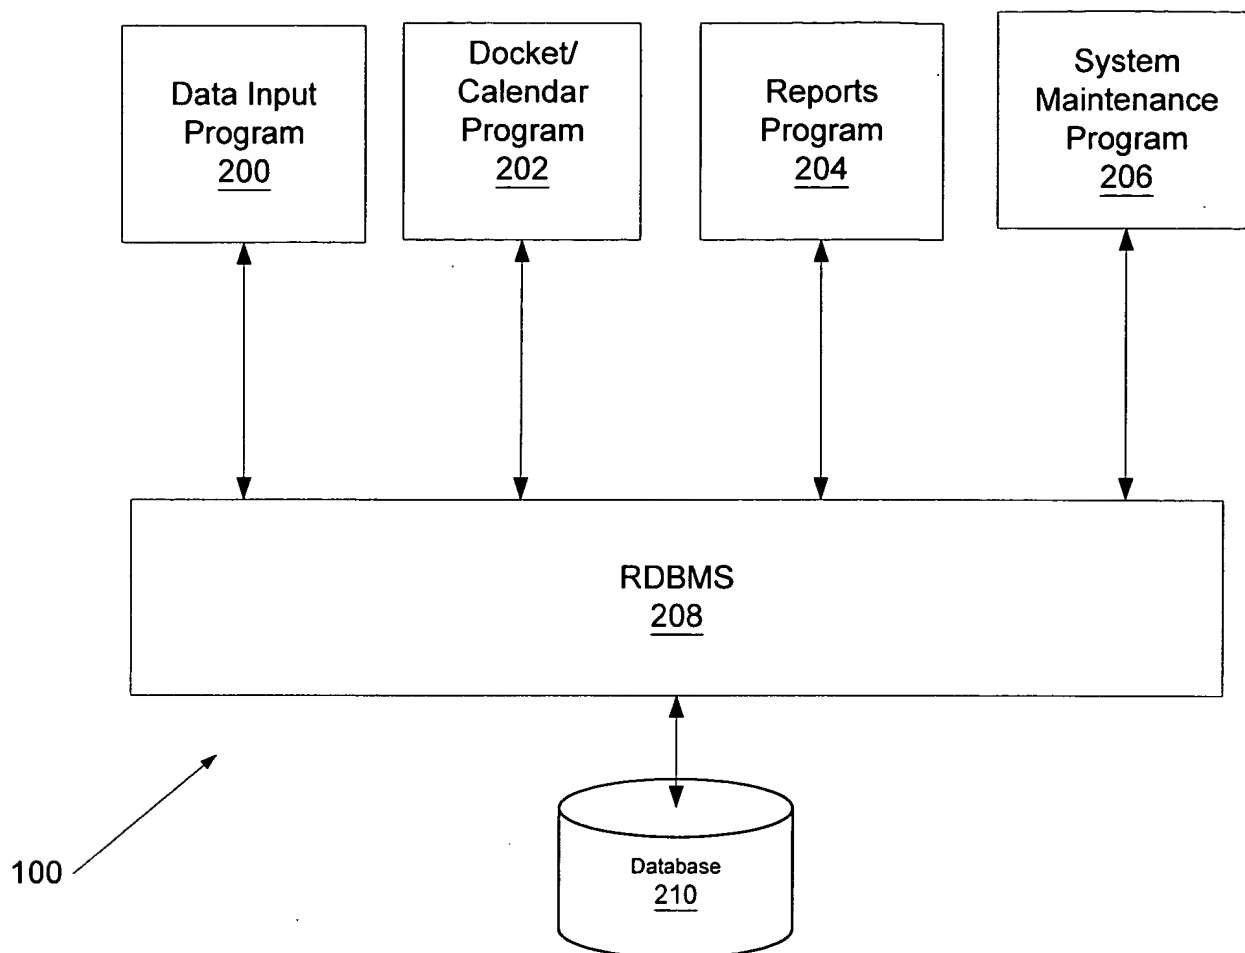 Data Input
Program
200
Docket/
Calendar
Program
202
Reports
Program
204
System
Maintenance
Program
206
RDBMS
208
100
Database
210